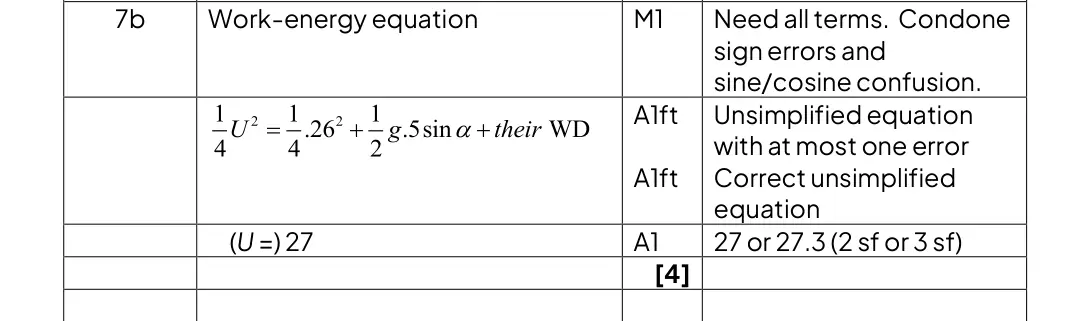 7b Work-energy equation M1 Need all terms. Condone
sign errors and
sine/cosine confusion.
1/4 U² = 1/4 .26² + 1/2 g.5 sin α + their WD A1ft Unsimplified equation
with at most one error
A1ft Correct unsimplified
equation
(U =) 27 A1 27 or 27.3 (2 sf or 3 sf)
[4]